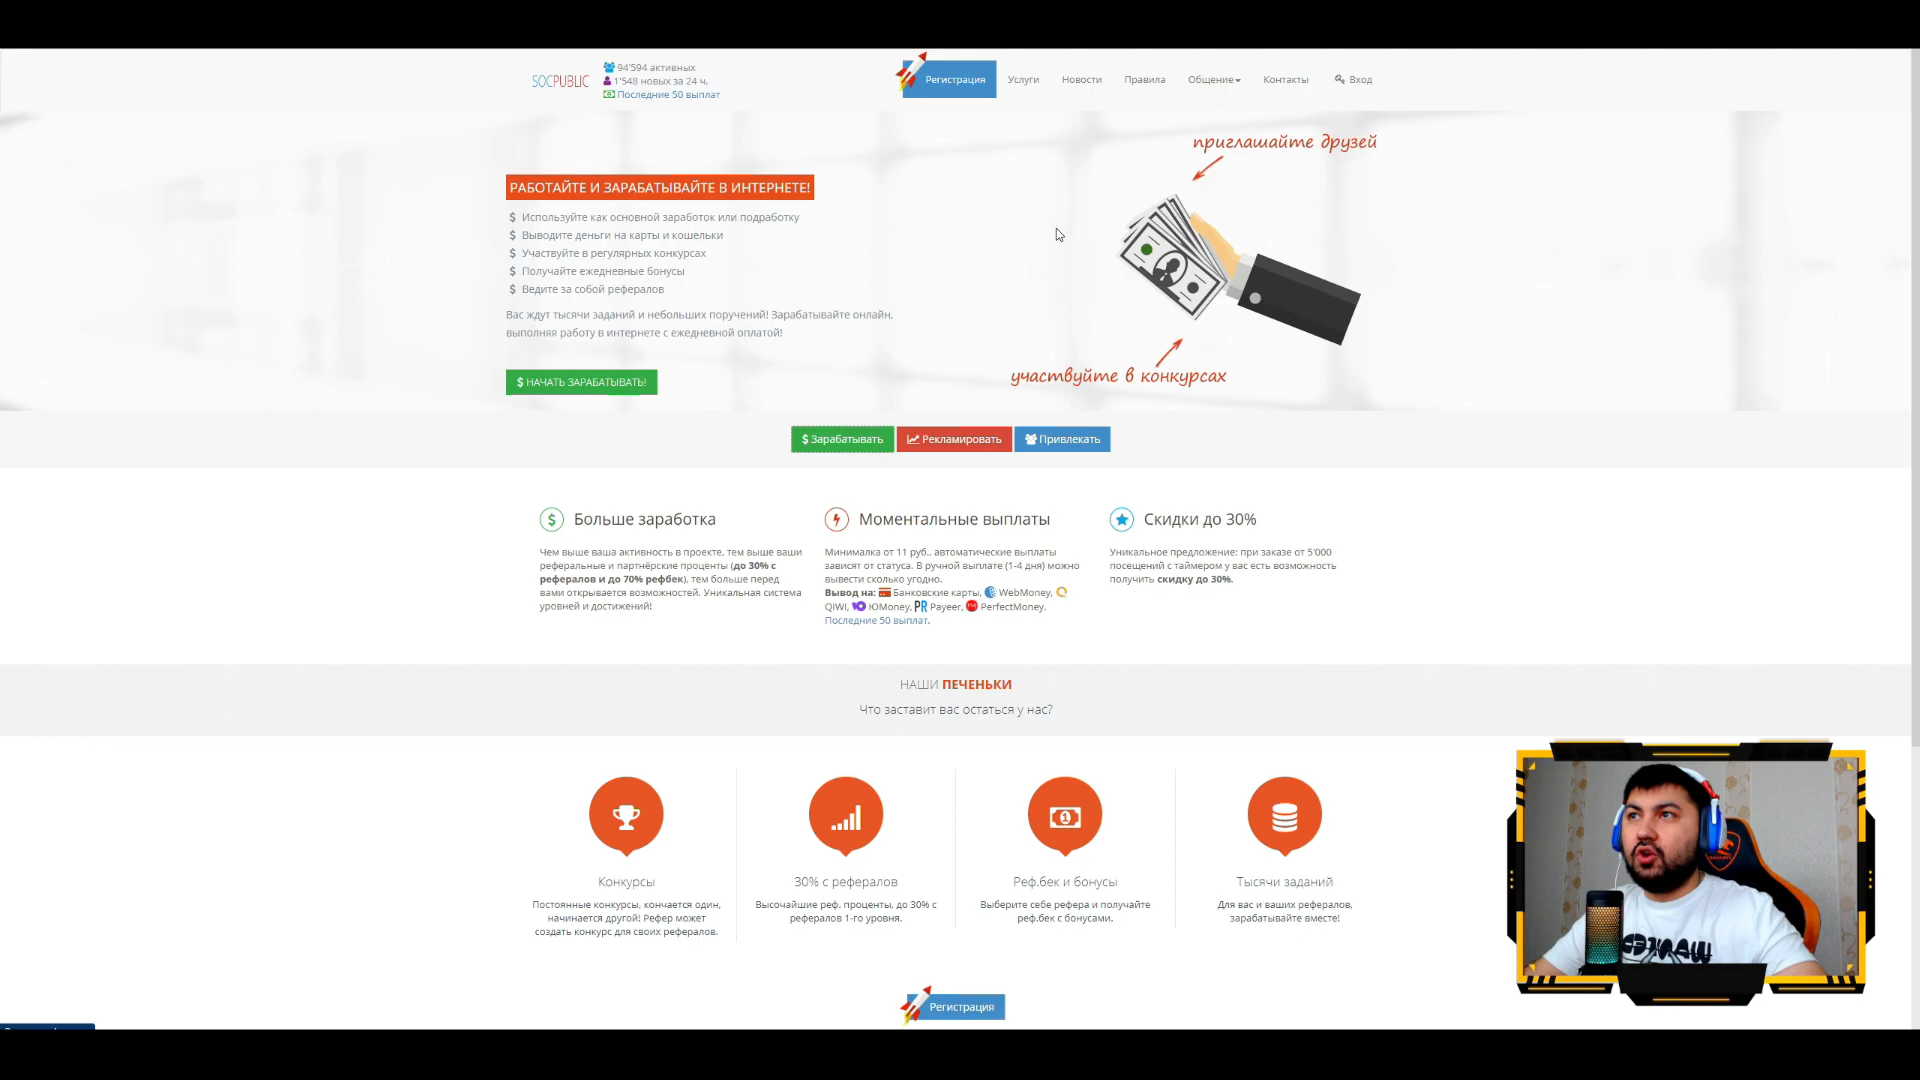 SOCPUBLIC
94'594 активных
1'548 новых за 24 ч.
Последние 50 выплат
Регистрация
Услуги
Новости
Правила
Общение
Контакты
Вход
приглашайте друзей
РАБОТАЙТЕ И ЗАРАБАТЫВАЙТЕ В ИНТЕРНЕТЕ!
$ Используйте как основной заработок или подработку
$ Выводите деньги на карты и кошельки
$ Участвуйте в регулярных конкурсах
$ Получайте ежедневные бонусы
$ Ведите за собой рефералов
Вас ждут тысячи заданий и небольших поручений! Зарабатывайте онлайн,
выполняя работу в интернете с ежедневной оплатой!
участвуйте в конкурсах
$ НАЧАТЬ ЗАРАБАТЫВАТЬ!
$ Зарабатывать
Рекламировать
Привлекать
$ Больше заработка
Чем выше ваша активность в проекте, тем выше ваши
реферальные и партнёрские проценты (до 30% с
рефералов и до 70% рефбек), тем больше перед
вами открывается возможностей. Уникальная система
уровней и достижений!
Моментальные выплаты
Минималка от 11 руб., автоматические выплаты
зависят от статуса. В ручной выплате (1-4 дня) можно
вывести сколько угодно.
Вывод на: Банковские карты, WebMoney,
QIWI, ЮMoney, PR Payeer, PM PerfectMoney.
Последние 50 выплат.
Скидки до 30%
Уникальное предложение: при заказе от 5'000
посещений с таймером у вас есть возможность
получить скидку до 30%.
НАШИ ПЕЧЕНЬКИ
Что заставит вас остаться у нас?
Конкурсы
Постоянные конкурсы, кончается один,
начинается другой! Рефер может
создать конкурс для своих рефералов.
30% с рефералов
Высочайшие реф. проценты, до 30% с
рефералов 1-го уровня.
1
Реф.бек и бонусы
Выберите себе рефера и получайте
реф.бек с бонусами.
Тысячи заданий
Для вас и ваших рефералов,
зарабатывайте вместе!
Регистрация